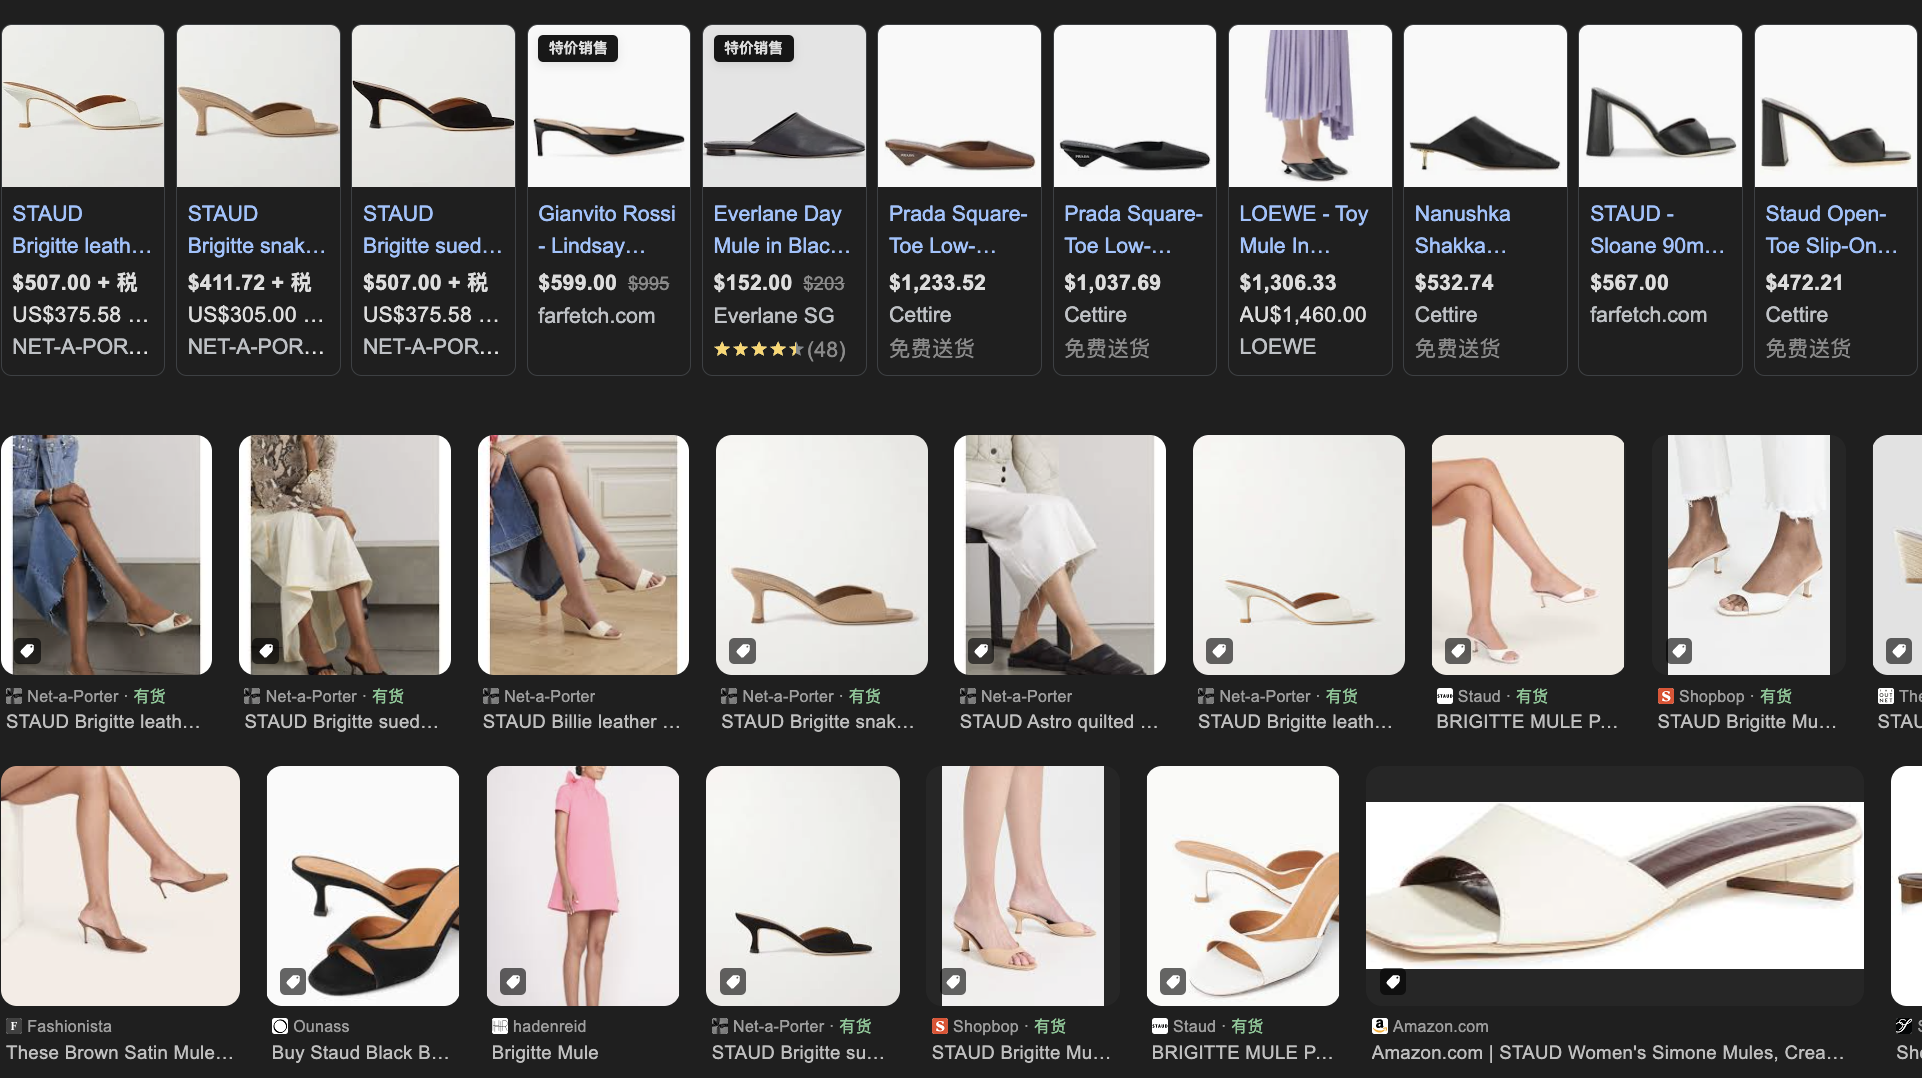 STAUD
Brigitte leath...
$507.00 + 税
US$375.58 ...
NET-A-POR...
STAUD
Brigitte snak...
$411.72 + 税
US$305.00 ...
NET-A-POR...
STAUD
Brigitte sued...
$507.00 + 税
US$375.58 ...
NET-A-POR...
特价销售
Gianvito Rossi
- Lindsay...
$599.00 $995
farfetch.com
特价销售
Everlane Day
Mule in Blac...
$152.00 $203
Everlane SG
(48)
PRADA
Prada Square-
Toe Low-...
$1,233.52
Cettire
免费送货
PRADA
Prada Square-
Toe Low-...
$1,037.69
Cettire
免费送货
LOEWE - Toy
Mule In...
$1,306.33
AU$1,460.00
LOEWE
Nanushka
Shakka...
$532.74
Cettire
免费送货
STAUD -
Sloane 90m...
$567.00
farfetch.com
Staud Open-
Toe Slip-On...
$472.21
Cettire
免费送货
Net-a-Porter · 有货
STAUD Brigitte leath...
Net-a-Porter · 有货
STAUD Brigitte sued...
Net-a-Porter
STAUD Billie leather ...
Net-a-Porter · 有货
STAUD Brigitte snak...
Net-a-Porter
STAUD Astro quilted ...
Net-a-Porter · 有货
STAUD Brigitte leath...
STAUD Staud · 有货
BRIGITTE MULE P...
S Shopbop · 有货
STAUD Brigitte Mu...
The
STAU
F Fashionista
These Brown Satin Mule...
Ounass
Buy Staud Black B...
hadenreid
Brigitte Mule
Net-a-Porter · 有货
STAUD Brigitte su...
S Shopbop · 有货
STAUD Brigitte Mu...
STAUD Staud · 有货
BRIGITTE MULE P...
a Amazon.com
Amazon.com | STAUD Women's Simone Mules, Crea...
S
Sho